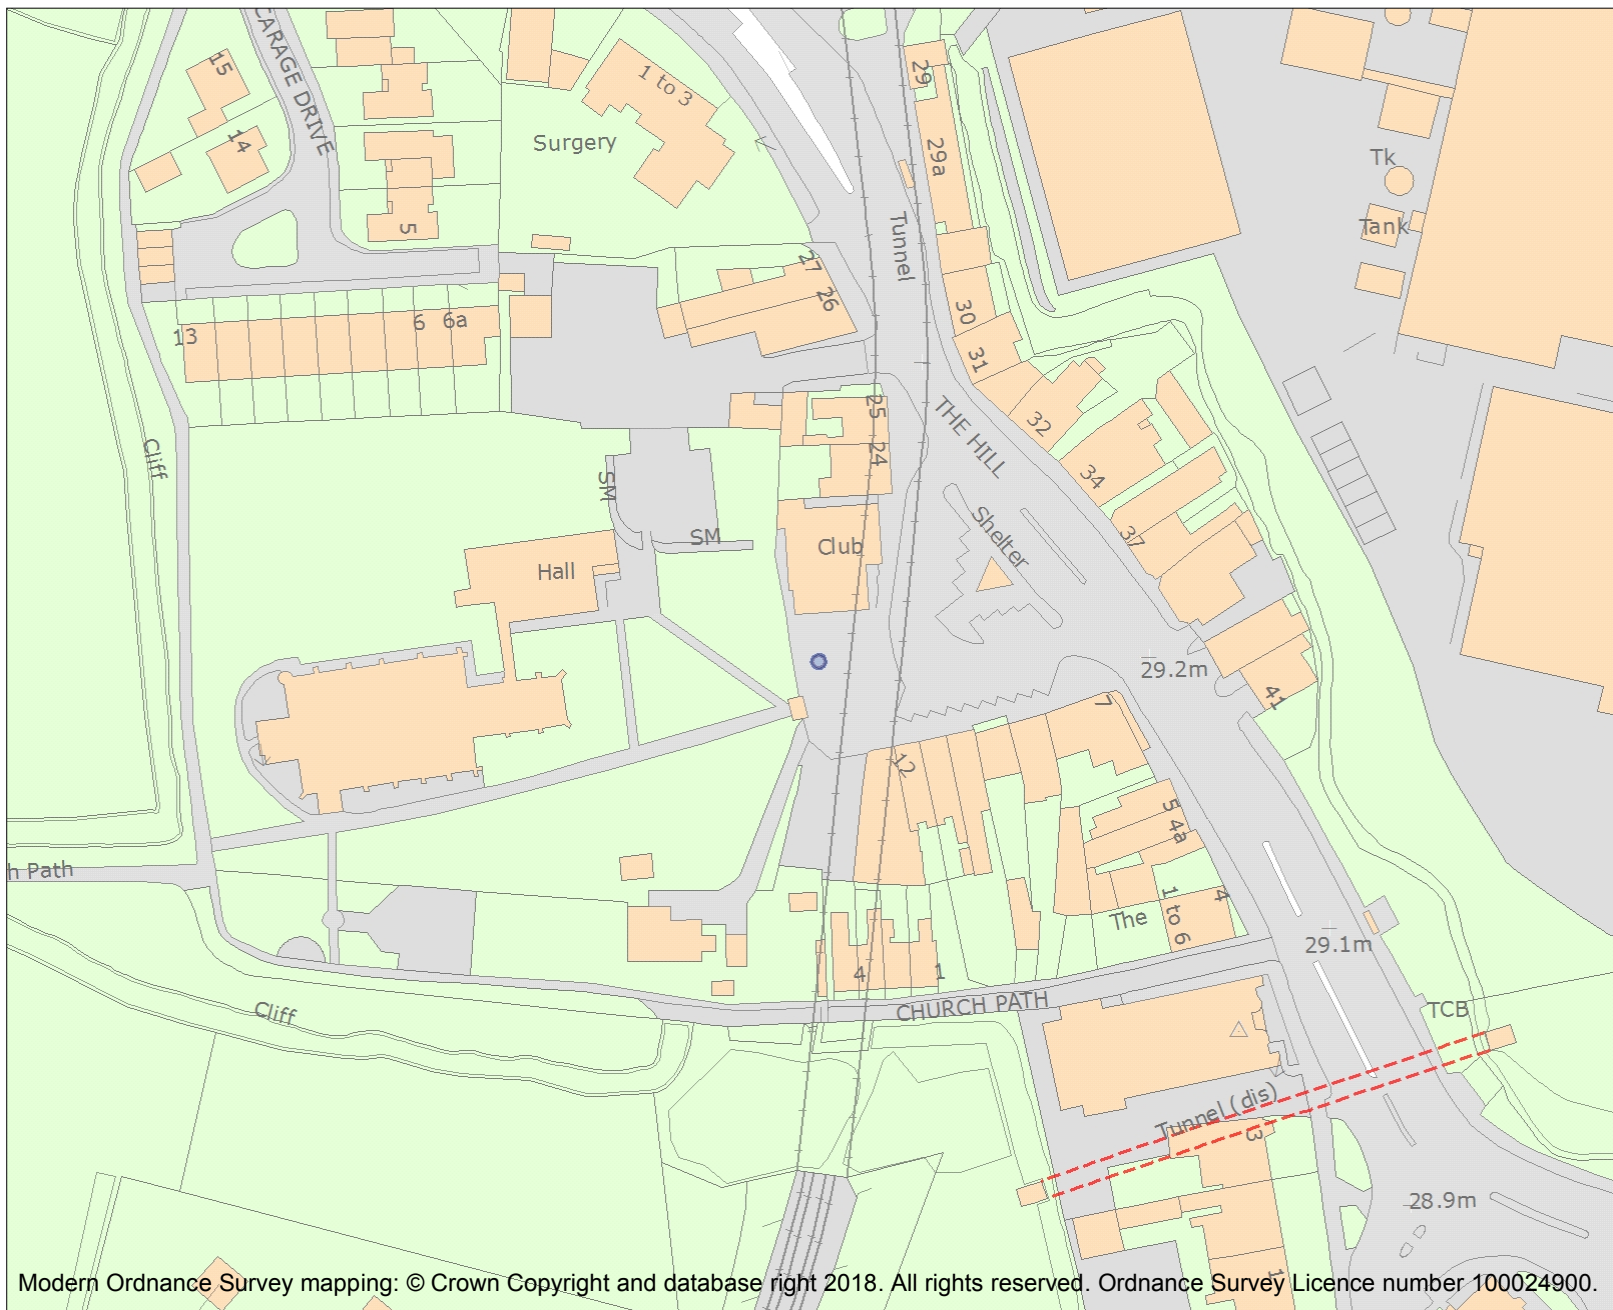 CARAGE DRIVE
15
14
1 to 3
Surgery
29
29a
Tunnel
Tk
Tank
5
27
26
13
6
6a
30
31
25
24
THE HILL
32
34
37
Cliff
SM
SM
Shelter
Club
Hall
29.2m
41
7
12
5
4a
h Path
4
1 to 6
The
29.1m
4
1
CHURCH PATH
Cliff
TCB
Tunnel (dis)
3
28.9m
1
Modern Ordnance Survey mapping: © Crown Copyright and database right 2018. All rights reserved. Ordnance Survey Licence number 100024900.